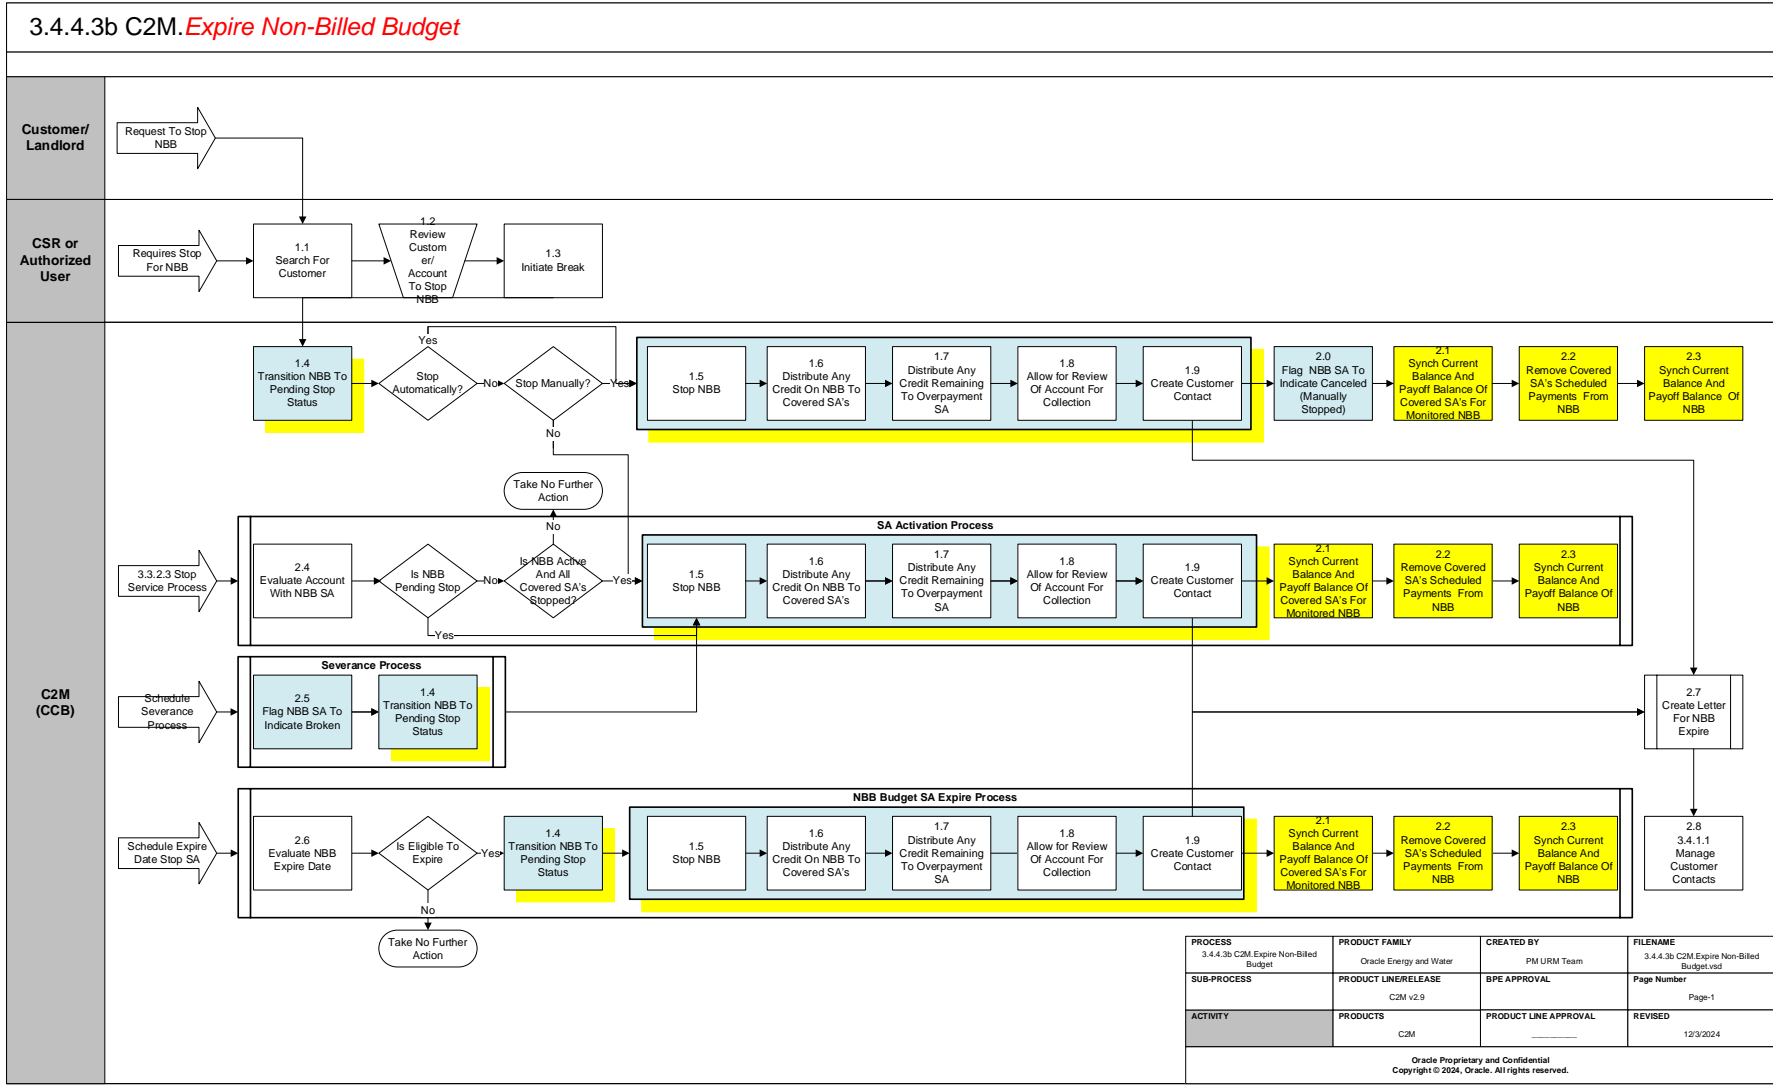 3.4.4.3b C2M.Expire Non-Billed Budget
Customer/
Landlord
Request To Stop
NBB
CSR or
Authorized
User
Requires Stop
For NBB
1.1
Search For
Customer
1.2
Review
Custom
er/
Account
To Stop
NBB
1.3
Initiate Break
C2M
(CCB)
1.4
Transition NBB To
Pending Stop
Status
Yes
Stop
Automatically?
No
Stop Manually?
Yes
No
1.5
Stop NBB
1.6
Distribute Any
Credit On NBB To
Covered SA's
1.7
Distribute Any
Credit Remaining
To Overpayment
SA
1.8
Allow for Review
Of Account For
Collection
1.9
Create Customer
Contact
2.0
Flag NBB SA To
Indicate Canceled
(Manually
Stopped)
2.1
Synch Current
Balance And
Payoff Balance Of
Covered SA's For
Monitored NBB
2.2
Remove Covered
SA's Scheduled
Payments From
NBB
2.3
Synch Current
Balance And
Payoff Balance Of
NBB
Take No Further
Action
No
SA Activation Process
3.3.2.3 Stop
Service Process
2.4
Evaluate Account
With NBB SA
Is NBB
Pending Stop
No
Yes
Is NBB Active
And All
Covered SA's
Stopped?
Yes
1.5
Stop NBB
1.6
Distribute Any
Credit On NBB To
Covered SA's
1.7
Distribute Any
Credit Remaining
To Overpayment
SA
1.8
Allow for Review
Of Account For
Collection
1.9
Create Customer
Contact
2.1
Synch Current
Balance And
Payoff Balance Of
Covered SA's For
Monitored NBB
2.2
Remove Covered
SA's Scheduled
Payments From
NBB
2.3
Synch Current
Balance And
Payoff Balance Of
NBB
Severance Process
Schedule
Severance
Process
2.5
Flag NBB SA To
Indicate Broken
1.4
Transition NBB To
Pending Stop
Status
2.7
Create Letter
For NBB
Expire
NBB Budget SA Expire Process
Schedule Expire
Date Stop SA
2.6
Evaluate NBB
Expire Date
Is Eligible To
Expire
Yes
No
Take No Further
Action
1.4
Transition NBB To
Pending Stop
Status
1.5
Stop NBB
1.6
Distribute Any
Credit On NBB To
Covered SA's
1.7
Distribute Any
Credit Remaining
To Overpayment
SA
1.8
Allow for Review
Of Account For
Collection
1.9
Create Customer
Contact
2.1
Synch Current
Balance And
Payoff Balance Of
Covered SA's For
Monitored NBB
2.2
Remove Covered
SA's Scheduled
Payments From
NBB
2.3
Synch Current
Balance And
Payoff Balance Of
NBB
2.8
3.4.1.1
Manage
Customer
Contacts
PROCESS
3.4.4.3b C2M.Expire Non-Billed
Budget
PRODUCT FAMILY
Oracle Energy and Water
CREATED BY
PM URM Team
FILENAME
3.4.4.3b C2M.Expire Non-Billed
Budget.vsd
SUB-PROCESS
PRODUCT LINE/RELEASE
C2M v2.9
BPE APPROVAL
Page Number
Page-1
ACTIVITY
PRODUCTS
C2M
PRODUCT LINE APPROVAL
REVISED
12/3/2024
Oracle Proprietary and Confidential
Copyright © 2024, Oracle. All rights reserved.